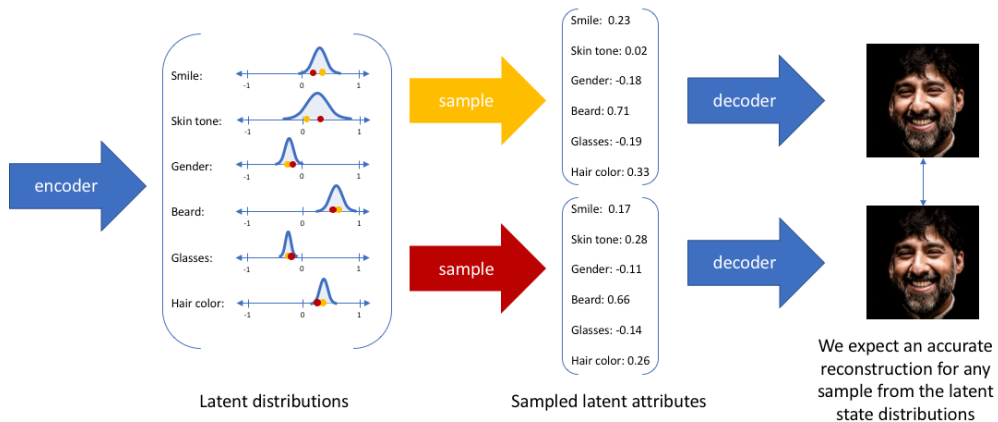 encoder
Smile:
-1 0 1
Skin tone:
-1 0 1
Gender:
-1 0 1
Beard:
-1 0 1
Glasses:
-1 0 1
Hair color:
-1 0 1
Latent distributions
sample
sample
Smile: 0.23
Skin tone: 0.02
Gender: -0.18
Beard: 0.71
Glasses: -0.19
Hair color: 0.33
Smile: 0.17
Skin tone: 0.28
Gender: -0.11
Beard: 0.66
Glasses: -0.14
Hair color: 0.26
Sampled latent attributes
decoder
decoder
We expect an accurate
reconstruction for any
sample from the latent
state distributions